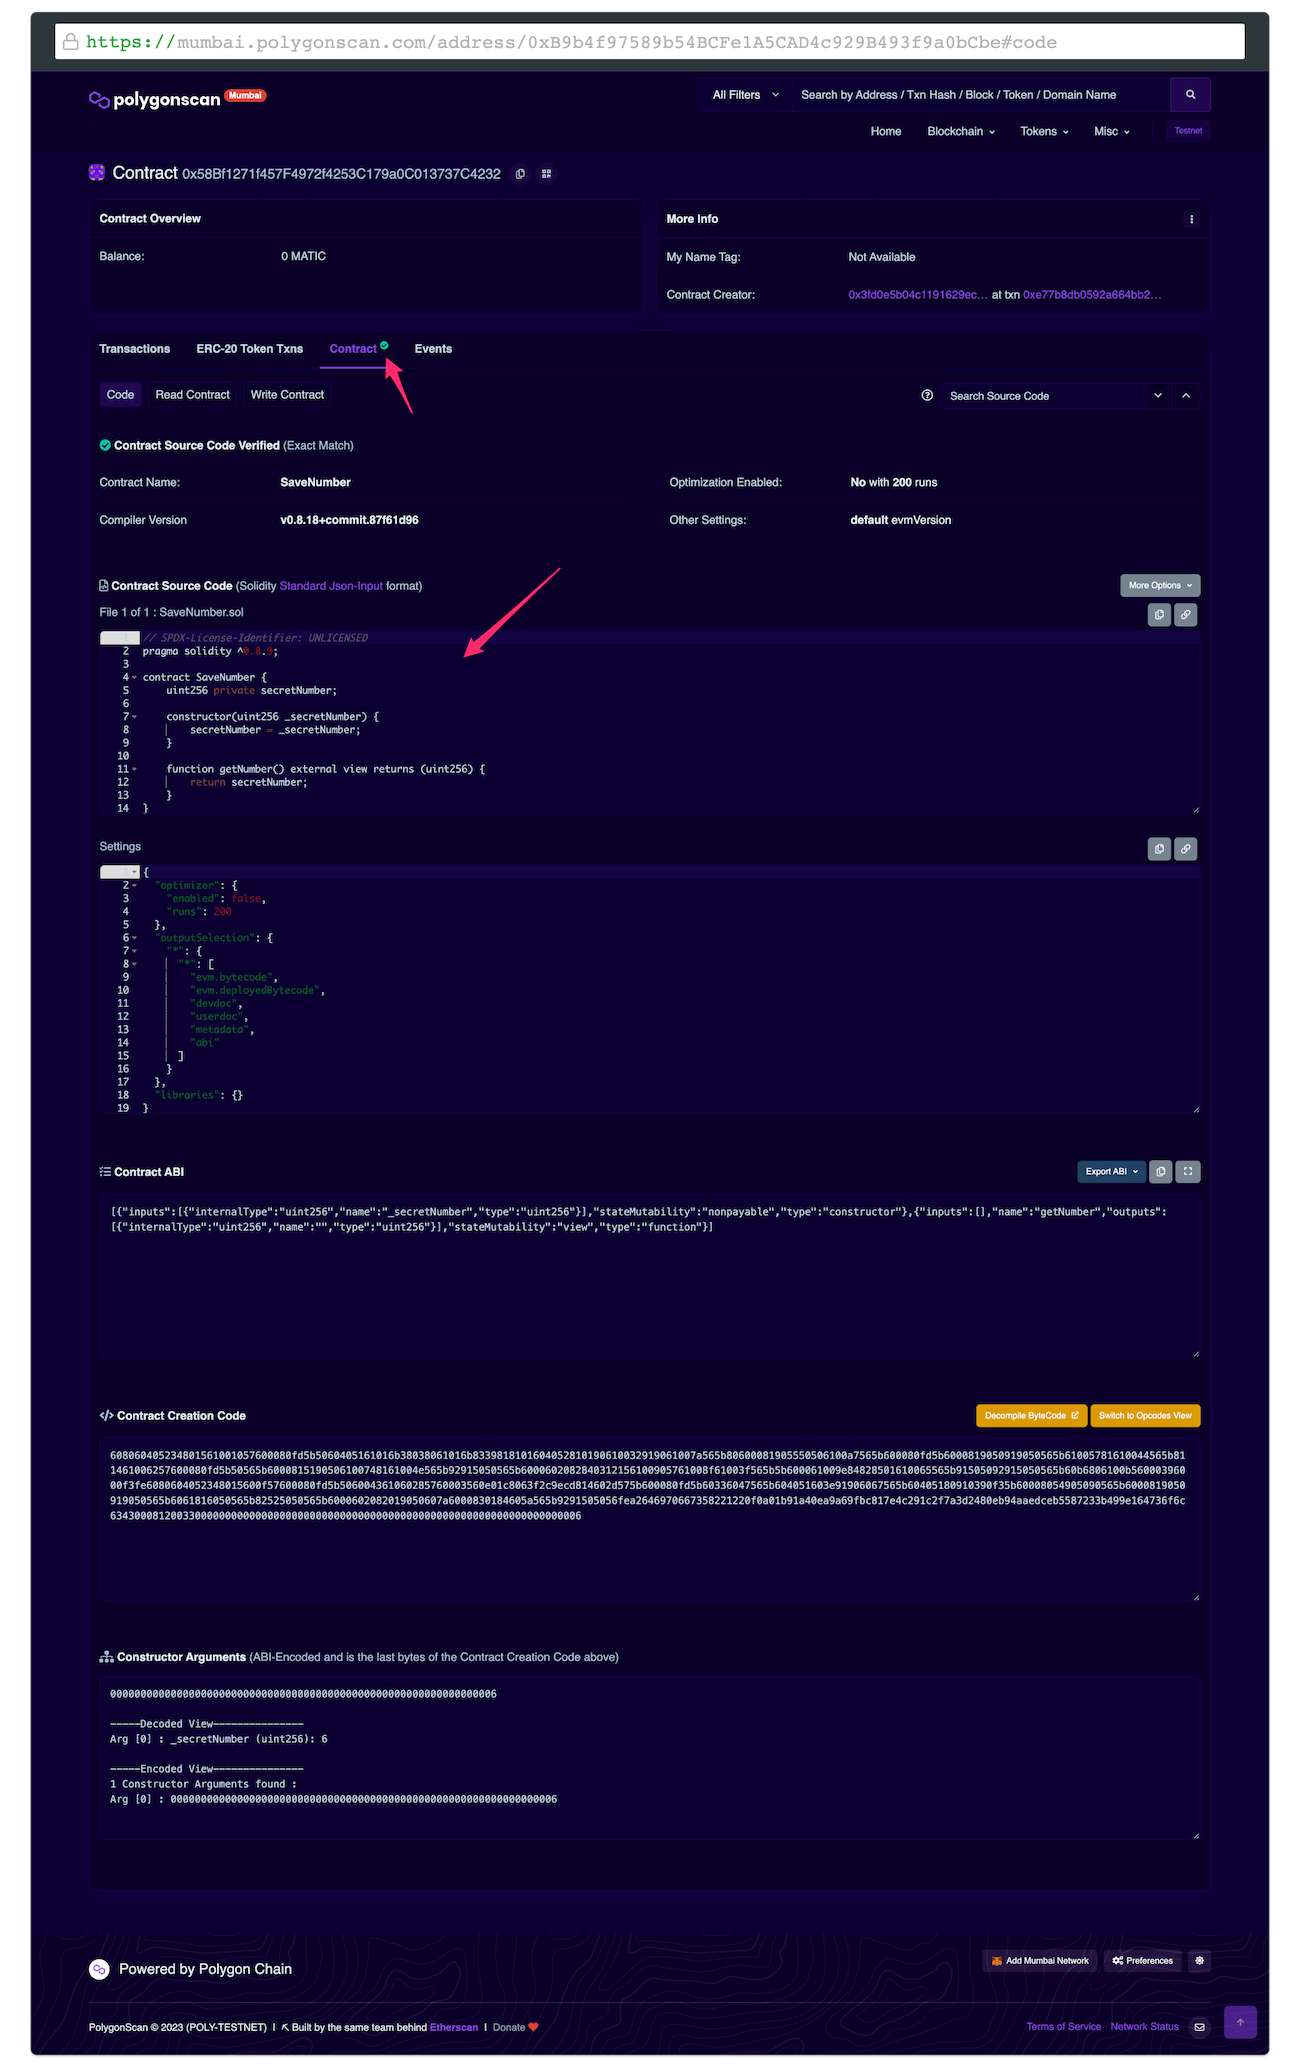 https://mumbai.polygonscan.com/address/0xB9b4f97589b54BCFe1A5CAD4c929B493f9a0bCbe#code
polygonscan Mumbai
All Filters Search by Address / Txn Hash / Block / Token / Domain Name
Home Blockchain Tokens Misc Testnet
Contract 0x58Bf1271f457F4972f4253C179a0C013737C4232
Contract Overview
Balance: 0 MATIC
More Info
My Name Tag: Not Available
Contract Creator: 0x3fd0e5b04c1191629ec... at txn 0xe77b8db0592a664bb2...
Transactions ERC-20 Token Txns Contract Events
Code Read Contract Write Contract Search Source Code
Contract Source Code Verified (Exact Match)
Contract Name: SaveNumber
Optimization Enabled: No with 200 runs
Compiler Version v0.8.18+commit.87f61d96
Other Settings: default evmVersion
Contract Source Code (Solidity Standard Json-Input format)
More Options
File 1 of 1 : SaveNumber.sol
// SPDX-License-Identifier: UNLICENSED
2 pragma solidity ^0.8.9;
3
4 contract SaveNumber {
5 uint256 private secretNumber;
6
7 constructor(uint256 _secretNumber) {
8 secretNumber = _secretNumber;
9 }
10
11 function getNumber() external view returns (uint256) {
12 return secretNumber;
13 }
14 }
Settings
{
2 "optimizer": {
3 "enabled": false,
4 "runs": 200
5 },
6 "outputSelection": {
7 "*": {
8 "*": [
9 "evm.bytecode",
10 "evm.deployedBytecode",
11 "devdoc",
12 "userdoc",
13 "metadata",
14 "abi"
15 ]
16 }
17 },
18 "libraries": {}
19 }
Contract ABI
Export ABI
[{"inputs":[{"internalType":"uint256","name":"_secretNumber","type":"uint256"}],"stateMutability":"nonpayable","type":"constructor"},{"inputs":[],"name":"getNumber","outputs":
[{"internalType":"uint256","name":"","type":"uint256"}],"stateMutability":"view","type":"function"}]
Contract Creation Code
Decompile ByteCode Switch to Opcodes View
Constructor Arguments (ABI-Encoded and is the last bytes of the Contract Creation Code above)
0000000000000000000000000000000000000000000000000000000000000006
-----Decoded View---------------
Arg [0] : _secretNumber (uint256): 6
-----Encoded View---------------
1 Constructor Arguments found :
Arg [0] : 0000000000000000000000000000000000000000000000000000000000000006
Powered by Polygon Chain
Add Mumbai Network Preferences
PolygonScan © 2023 (POLY-TESTNET) | Built by the same team behind Etherscan | Donate
Terms of Service Network Status